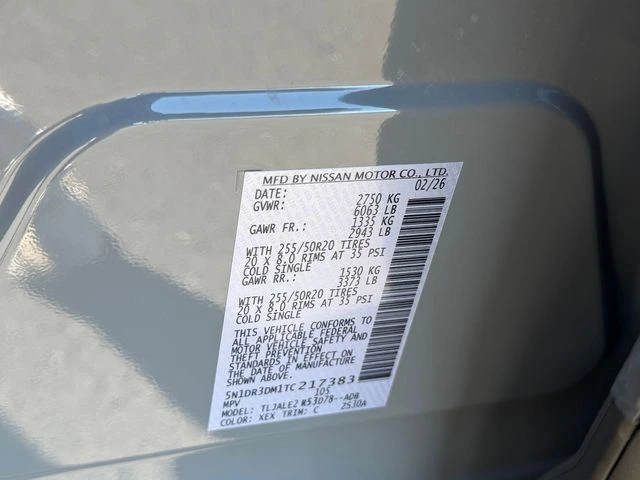 MFD BY NISSAN MOTOR CO., LTD.
DATE: 02/26
GVWR: 2750 KG
6063 LB
GAWR FR.: 1335 KG
2943 LB
WITH 255/50R20 TIRES
20 X 8.0 RIMS AT 35 PSI
COLD SINGLE
GAWR RR.: 1530 KG
3373 LB
WITH 255/50R20 TIRES
20 X 8.0 RIMS AT 35 PSI
COLD SINGLE
THIS VEHICLE CONFORMS TO
ALL APPLICABLE FEDERAL
MOTOR VEHICLE SAFETY AND
THEFT PREVENTION
STANDARDS IN EFFECT ON
THE DATE OF MANUFACTURE
5N1DR3DM1TC217383
MPV 105
MODEL: TLJALE2 R53D78--ADB
COLOR: XEX TRIM: C 2530A